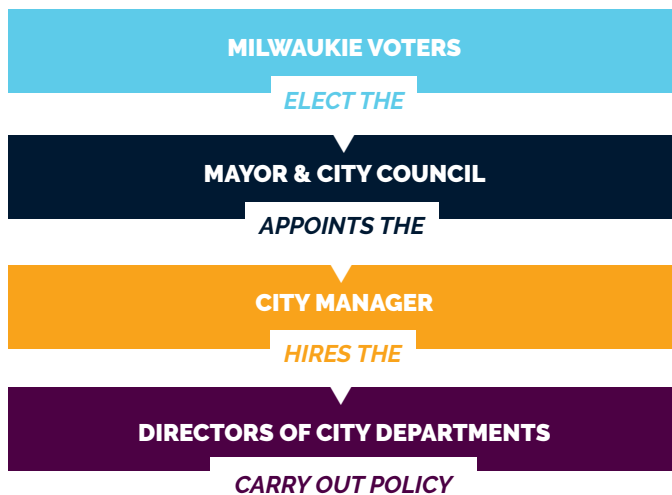 MILWAUKIE VOTERS
ELECT THE
MAYOR & CITY COUNCIL
APPOINTS THE
CITY MANAGER
HIRES THE
DIRECTORS OF CITY DEPARTMENTS
CARRY OUT POLICY